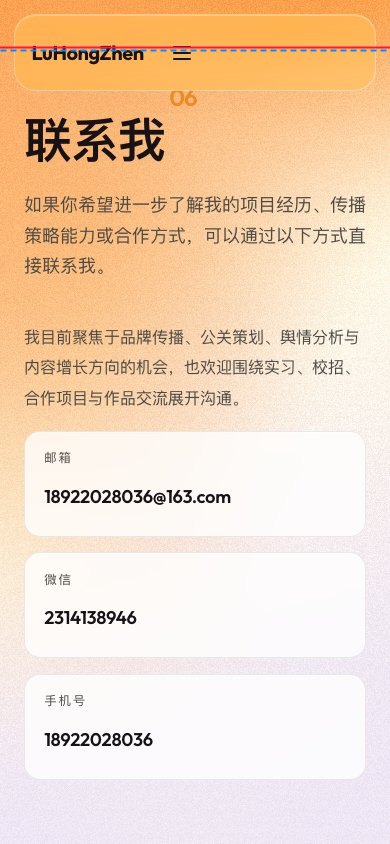 LuHongZhen
06
联系我
如果你希望进一步了解我的项目经历、传播
策略能力或合作方式，可以通过以下方式直
接联系我。
我目前聚焦于品牌传播、公关策划、舆情分析与
内容增长方向的机会，也欢迎围绕实习、校招、
合作项目与作品交流展开沟通。
邮箱
18922028036@163.com
微信
2314138946
手机号
18922028036